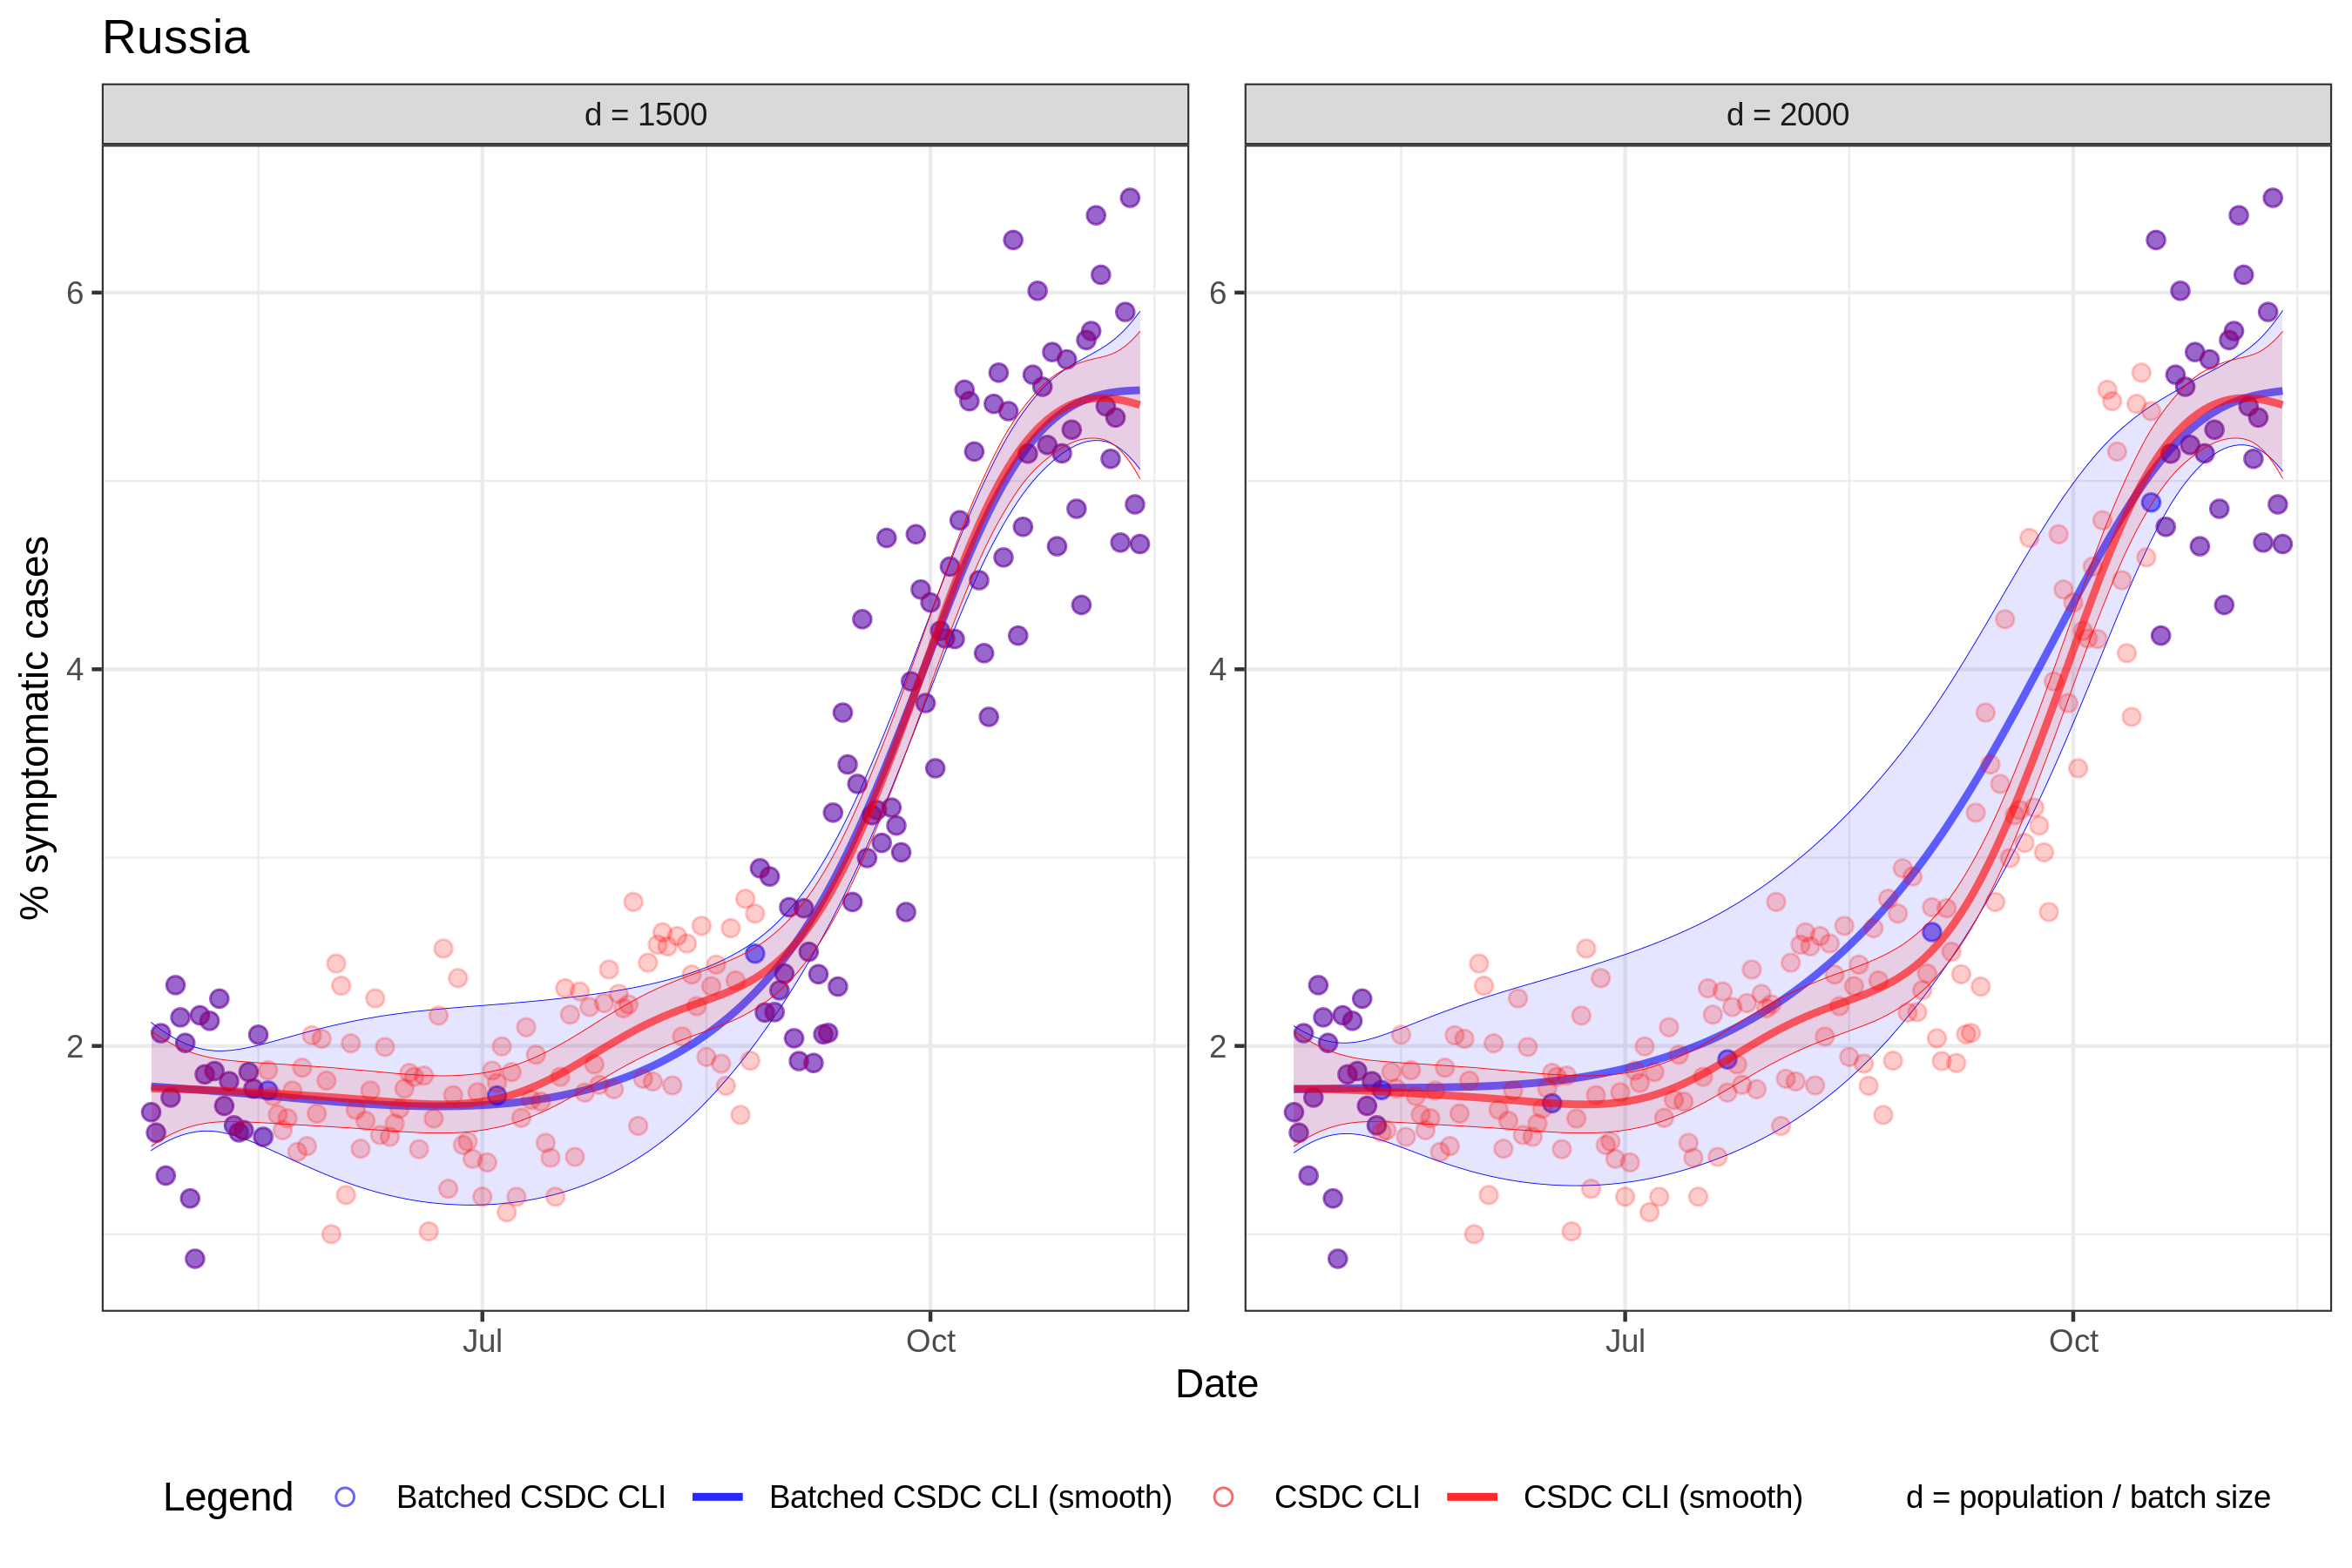 Russia
d = 1500
d = 2000
% symptomatic cases
6
4
2
6
4
2
Jul
Oct
Jul
Oct
Date
Legend
Batched CSDC CLI
Batched CSDC CLI (smooth)
CSDC CLI
CSDC CLI (smooth)
d = population / batch size